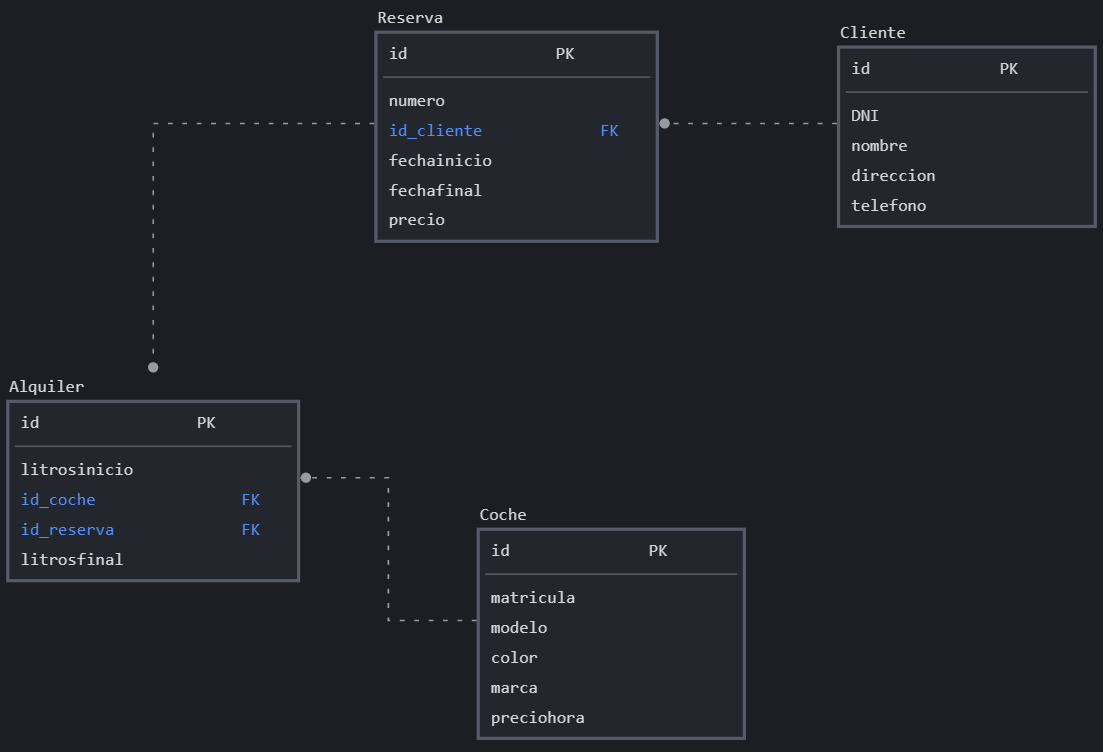 Reserva
id PK
numero
id_cliente FK
fechainicio
fechafinal
precio
Cliente
id PK
DNI
nombre
direccion
telefono
Alquiler
id PK
litrosinicio
id_coche FK
id_reserva FK
litrosfinal
Coche
id PK
matricula
modelo
color
marca
preciohora